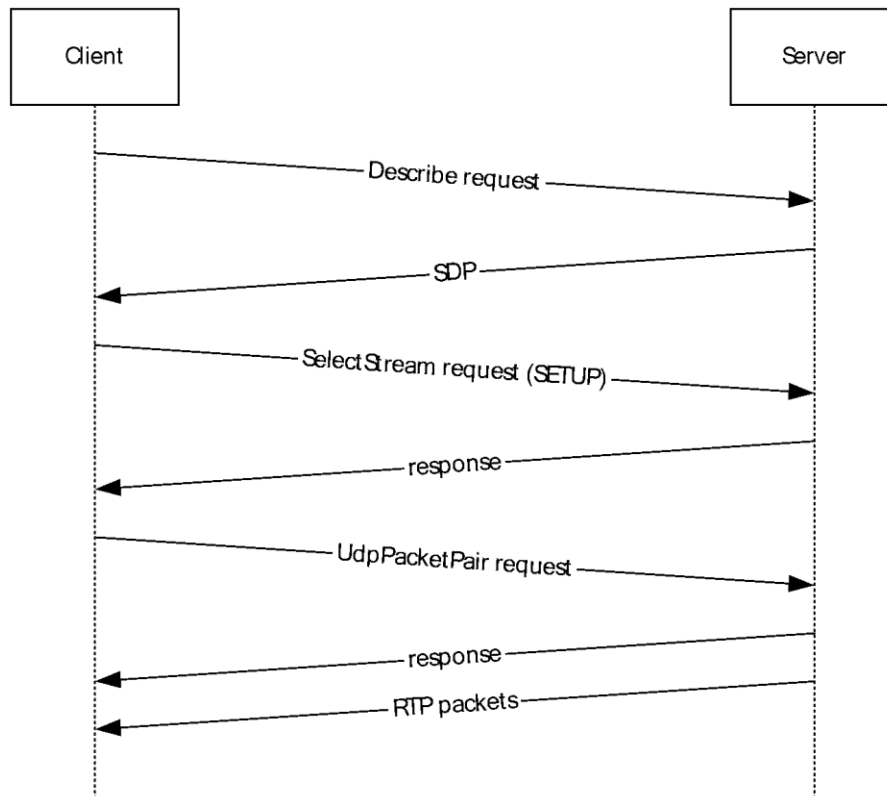 Client
Server
Describe request
SDP
SelectStream request (SETUP)
response
UdpPacketPair request
response
RTP packets